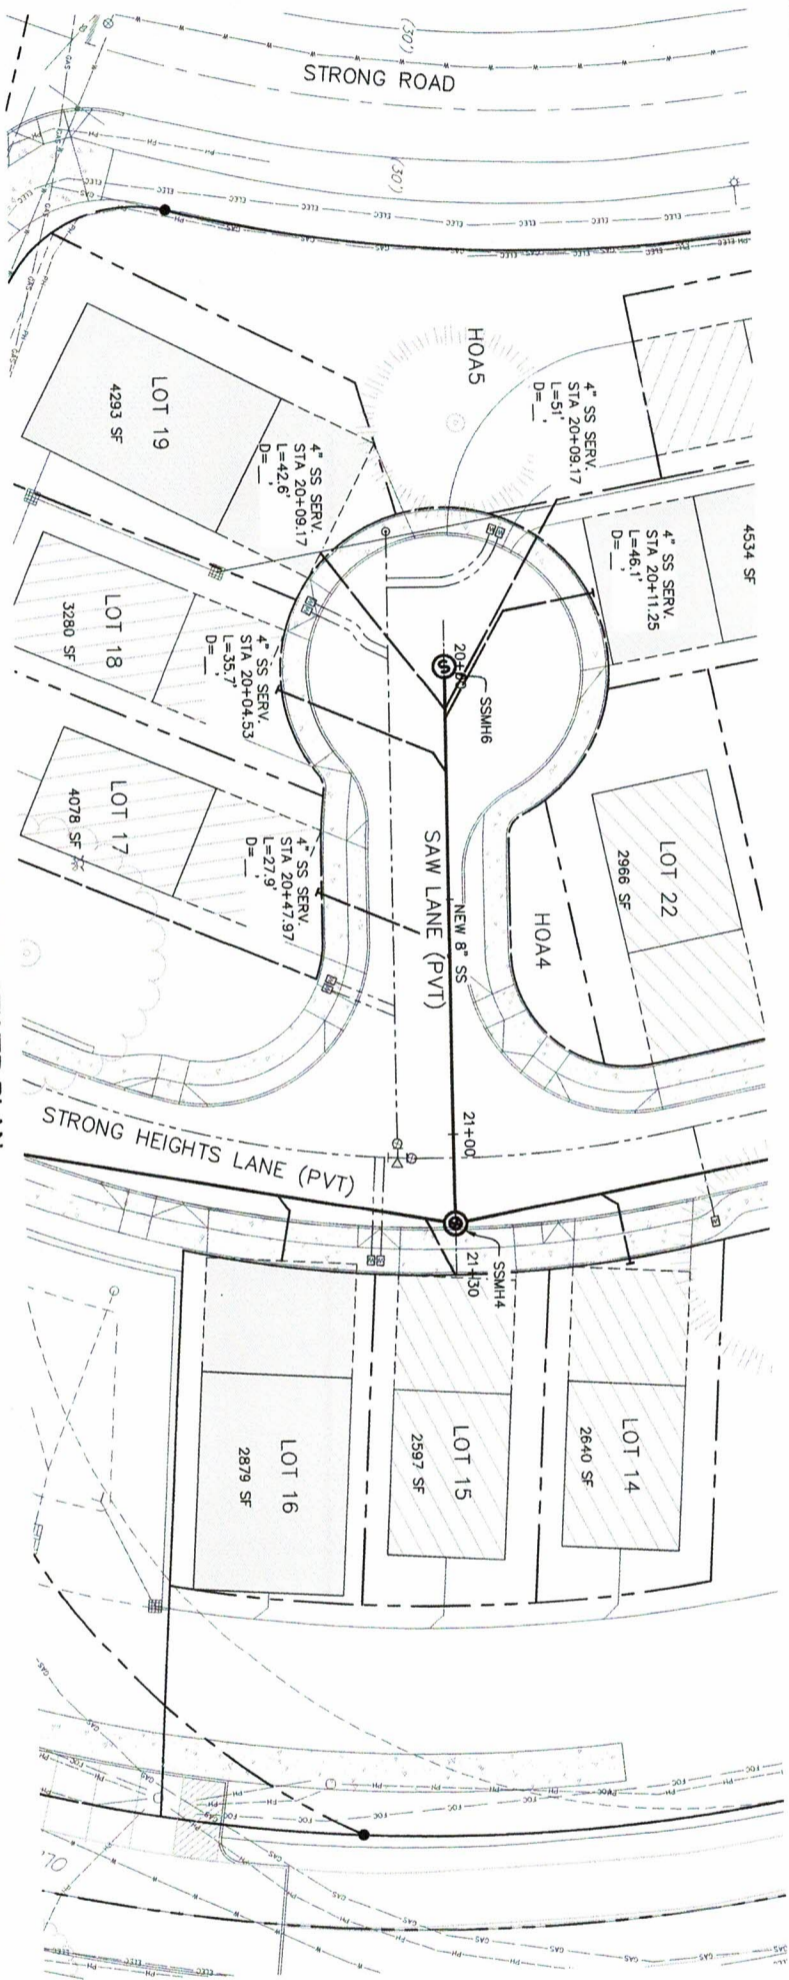 STRONG ROAD
(30')
(30')
HOA5
4" SS SERV.
STA 20+09.17
L=51'
D=__'
4534 SF
4" SS SERV.
STA 20+11.25
L=46.1'
D=__'
LOT 19
4293 SF
4" SS SERV.
STA 20+09.17
L=42.6'
D=__'
LOT 18
3280 SF
4" SS SERV.
STA 20+04.53
L=35.7'
D=__'
LOT 17
4078 SF
4" SS SERV.
STA 20+47.97
L=27.9'
D=__'
SSMH6
SAW LANE (PVT)
NEW 8" SS
LOT 22
2966 SF
HOA4
21+00
STRONG HEIGHTS LANE (PVT)
SSMH4
21+30
LOT 16
2879 SF
LOT 15
2597 SF
LOT 14
2640 SF
GAS
PH
ELEC
W
FOC